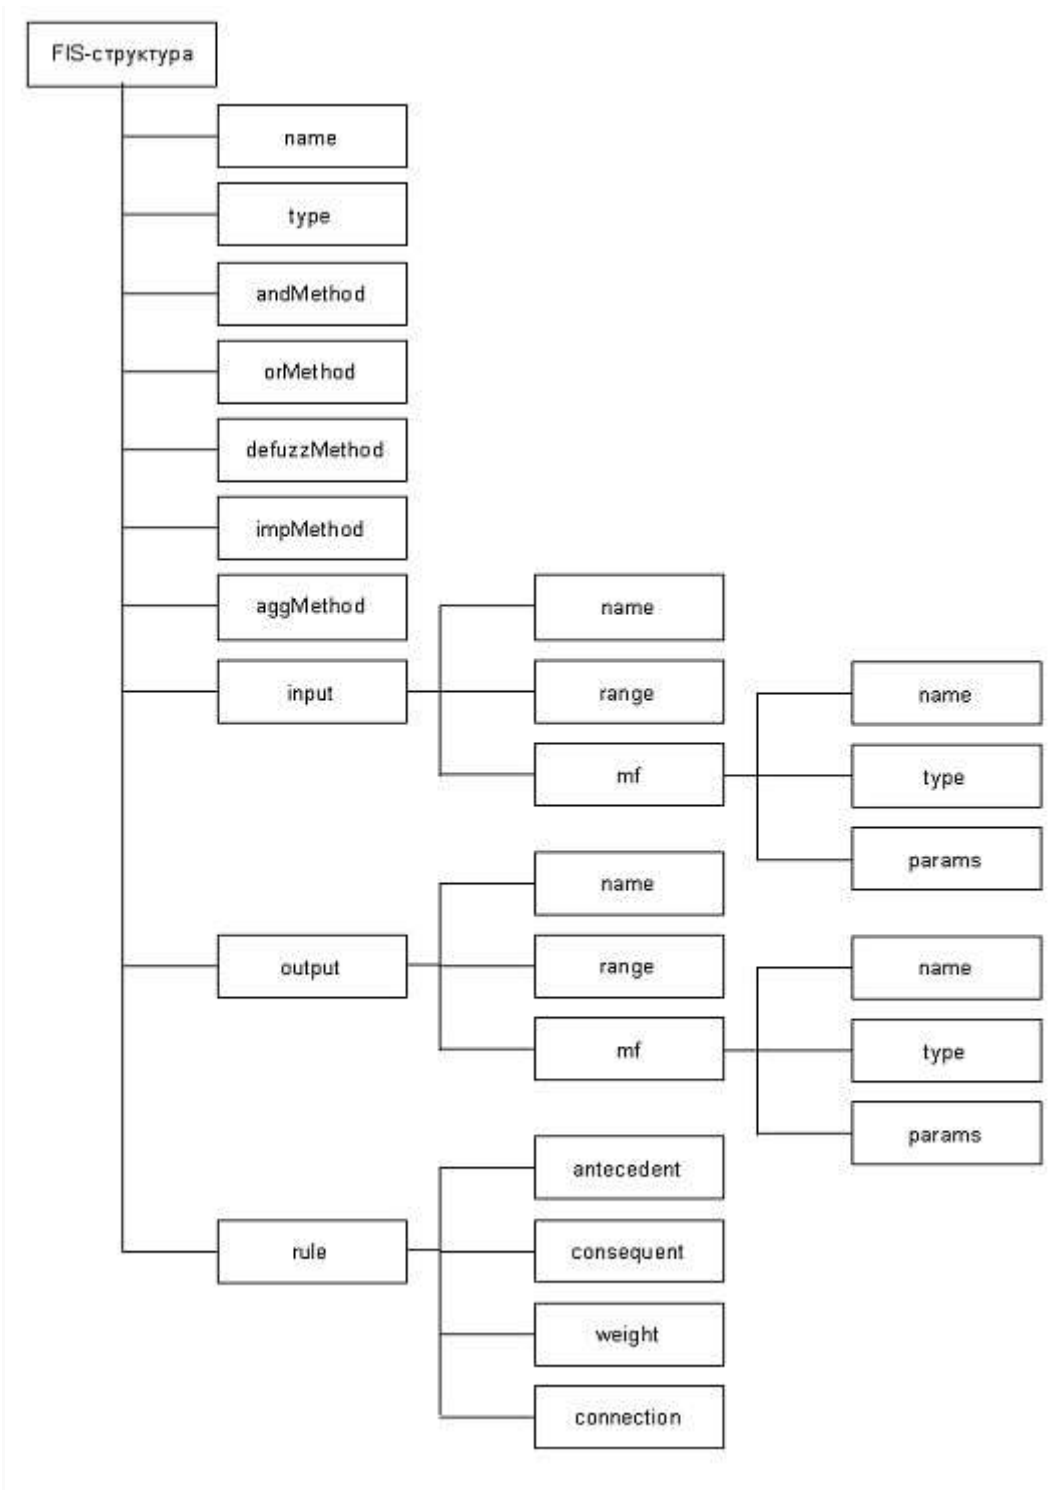 FIS-структура
name
type
andMethod
orMethod
defuzzMethod
impMethod
aggMethod
name
input
range
name
mf
type
params
name
output
range
name
mf
type
params
antecedent
rule
consequent
weight
connection